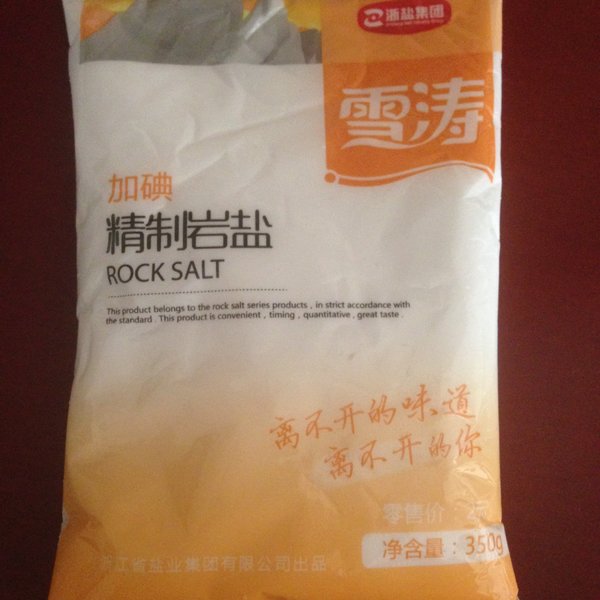 浙盐集团
雪涛
加碘
精制岩盐
ROCK SALT
This product belongs to the rock salt series products , in strict accordance with
the standard . This product is convenient , timing , quantitative , great taste .
离不开的味道
离不开的你
零售价：2元
净含量：350g
浙江省盐业集团有限公司出品